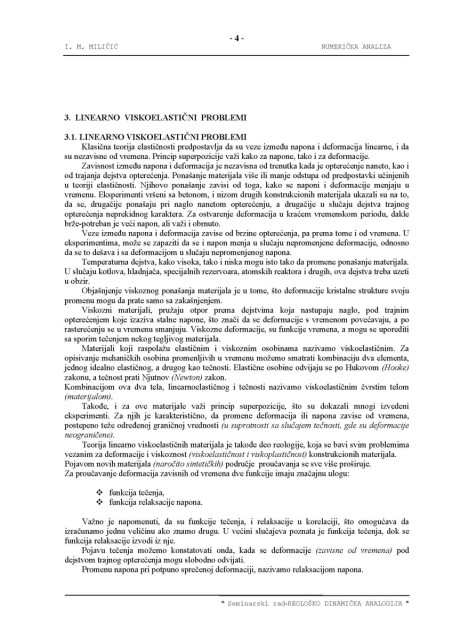 - 4 -
I. M. MILIČIĆ NUMERIČKA ANALIZA
3. LINEARNO VISKOELASTIČNI PROBLEMI
3.1. LINEARNO VISKOELASTIČNI PROBLEMI
Klasična teorija elastičnosti predpostavlja da su veze između napona i deformacija linearne, i da
su nezavisne od vremena. Princip superpozicije važi kako za napone, tako i za deformacije.
Zavisnost između napona i deformacija je nezavisna od trenutka kada je opterećenje naneto, kao i
od trajanja dejstva opterećenja. Ponašanje materijala više ili manje odstupa od predpostavki učinjenih
u teoriji elastičnosti. Njihovo ponašanje zavisi od toga, kako se naponi i deformacije menjaju u
vremenu. Eksperimenti vršeni sa betonom, i nizom drugih konstrukcionih materijala ukazali su na to,
da se, drugačije ponašaju pri naglo nanetom opterećenju, a drugačije u slučaju dejstva trajnog
opterećenja neprekidnog karaktera. Za ostvarenje deformacija u kraćem vremenskom periodu, dakle
brže-potreban je veći napon, ali važi i obrnuto.
Veze između napona i deformacija zavise od brzine opterećenja, pa prema tome i od vremena. U
eksperimentima, može se zapaziti da se i napon menja u slučaju nepromenjene deformacije, odnosno
da se to dešava i sa deformacijom u slučaju nepromenjenog napona.
Temperaturna dejstva, kako visoka, tako i niska mogu isto tako da promene ponašanje materijala.
U slučaju kotlova, hladnjača, specijalnih rezervoara, atomskih reaktora i drugih, ova dejstva treba uzeti
u obzir.
Objašnjenje viskoznog ponašanja materijala je u tome, što deformacije kristalne strukture svoju
promenu mogu da prate samo sa zakašnjenjem.
Viskozni materijali, pružaju otpor prema dejstvima koja nastupaju naglo, pod trajnim
opterećenjem koje izaziva stalne napone, što znači da se deformacije s vremenom povećavaju, a po
rasterećenju se u vremenu smanjuju. Viskozne deformacije, su funkcije vremena, a mogu se uporediti
sa sporim tečenjem nekog tegljivog materijala.
Materijali koji raspolažu elastičnim i viskoznim osobinama nazivamo viskoelastičnim. Za
opisivanje mehaničkih osobina promenljivih u vremenu možemo smatrati kombinaciju dva elementa,
jednog idealno elastičnog, a drugog kao tečnosti. Elastične osobine odvijaju se po Hukovom (Hooke)
zakonu, a tečnost prati Njutnov (Newton) zakon.
Kombinacijom ova dva tela, linearnoelastičnog i tečnosti nazivamo viskoelastičnim čvrstim telom
(materijalom).
Takođe, i za ove materijale važi princip superpozicije, što su dokazali mnogi izvedeni
eksperimenti. Za njih je karakteristično, da promene deformacija ili napona zavise od vremena,
postepeno teže određenoj graničnoj vrednosti (u suprotnosti sa slučajem tečnosti, gde su deformacije
neograničene).
Teorija linearno viskoelastičnih materijala je takođe deo reologije, koja se bavi svim problemima
vezanim za deformacije i viskoznost (viskoelastičnost i viskoplastičnost) konstrukcionih materijala.
Pojavom novih materijala (naročito sintetičkih) područje proučavanja se sve više proširuje.
Za proučavanje deformacija zavisnih od vremena dve funkcije imaju značajnu ulogu:
❖ funkcija tečenja,
❖ funkcija relaksacije napona.
Važno je napomenuti, da su funkcije tečenja, i relaksacije u korelaciji, što omogućava da
izračunamo jednu veličinu ako znamo drugu. U većini slučajeva poznata je funkcija tečenja, dok se
funkcija relaksacije izvodi iz nje.
Pojavu tečenja možemo konstatovati onda, kada se deformacije (zavisne od vremena) pod
dejstvom trajnog opterećenja mogu slobodno odvijati.
Promenu napona pri potpuno sprečenoj deformaciji, nazivamo relaksacijom napona.
* Seminarski rad-REOLOŠKO DINAMIČKA ANALOGIJA *